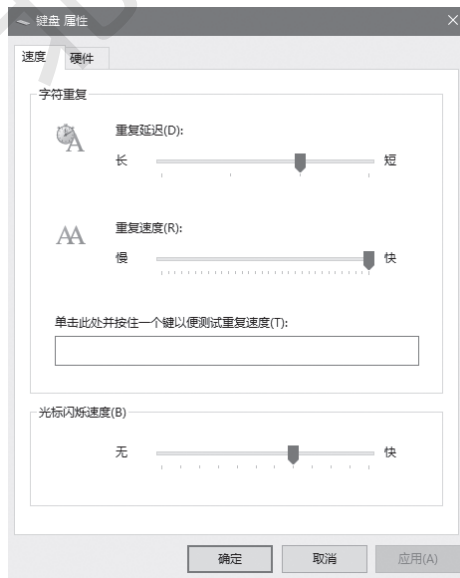 键盘 属性
速度 硬件
字符重复
重复延迟(D):
长 短
重复速度(R):
慢 快
单击此处并按住一个键以便测试重复速度(T):
光标闪烁速度(B)
无 快
确定 取消 应用(A)